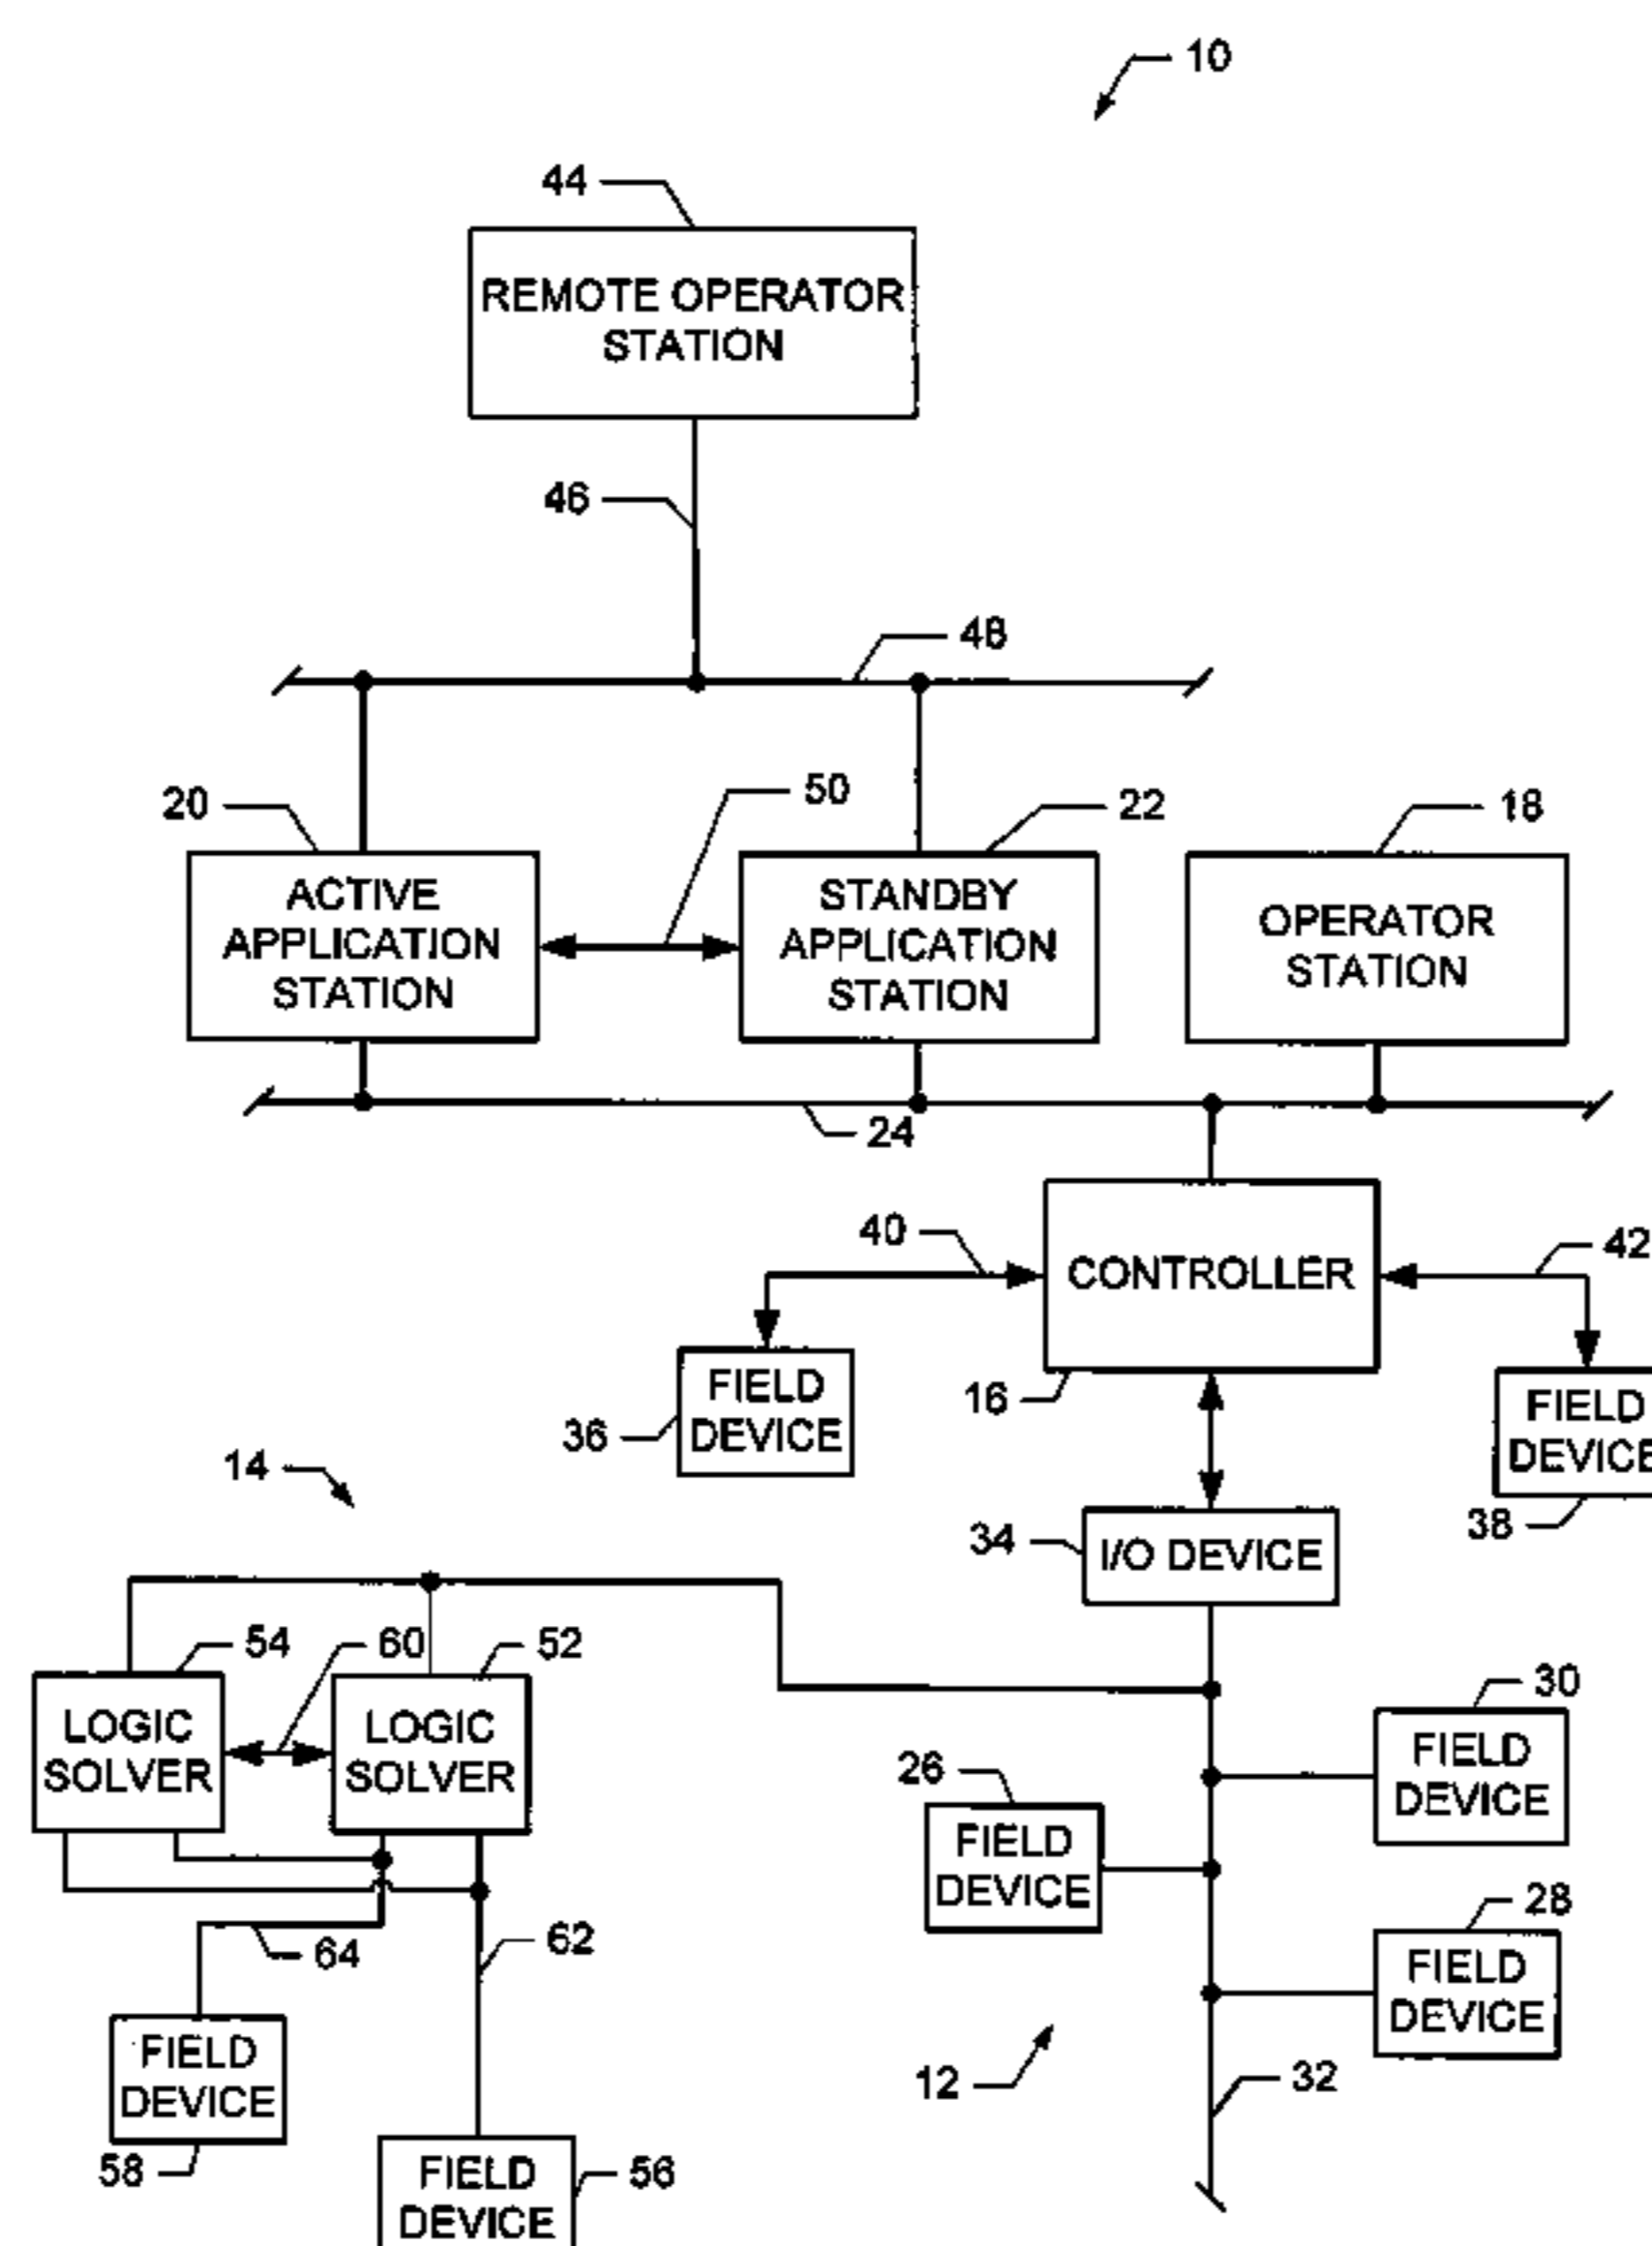 10
44
REMOTE OPERATOR
STATION
46
48
20
50
22
18
ACTIVE
APPLICATION
STATION
STANDBY
APPLICATION
STATION
OPERATOR
STATION
24
40
CONTROLLER
42
16
FIELD
DEVICE
36
FIELD
DEVICE
38
14
34
I/O DEVICE
54
60
52
LOGIC
SOLVER
LOGIC
SOLVER
30
FIELD
DEVICE
26
FIELD
DEVICE
28
FIELD
DEVICE
64
62
12
32
FIELD
DEVICE
58
FIELD
DEVICE
56